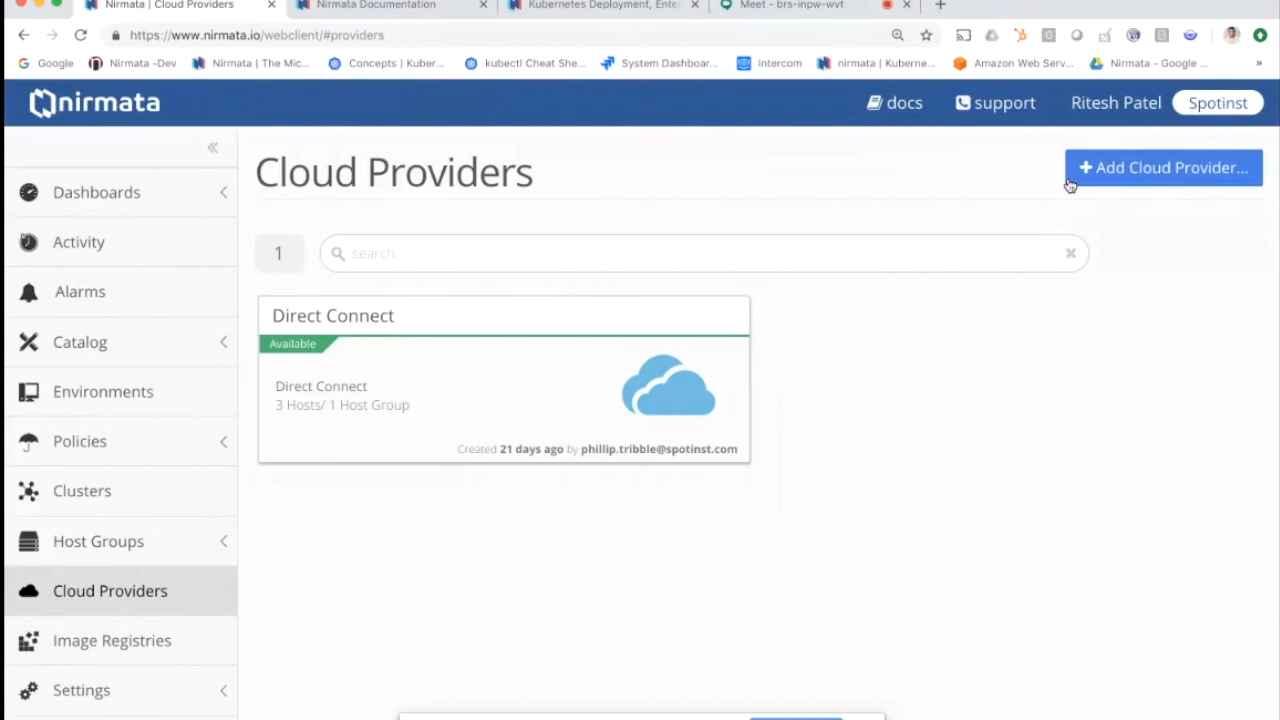 Nirmata | Cloud Providers
Nirmata Documentation
Kubernetes Deployment, Ente
Meet - brs-inpw-wvt
https://www.nirmata.io/webclient/#providers
Google
Nirmata -Dev
Nirmata | The Mic...
Concepts | Kuber...
kubectl Cheat She...
System Dashboar...
Intercom
nirmata | Kuberne...
Amazon Web Serv...
Nirmata - Google ...
»
nirmata
docs
support
Ritesh Patel
Spotinst
Dashboards
Activity
Alarms
Catalog
Environments
Policies
Clusters
Host Groups
Cloud Providers
Image Registries
Settings
Cloud Providers
+ Add Cloud Provider...
1
search
Direct Connect
Available
Direct Connect
3 Hosts/ 1 Host Group
Created 21 days ago by phillip.tribble@spotinst.com